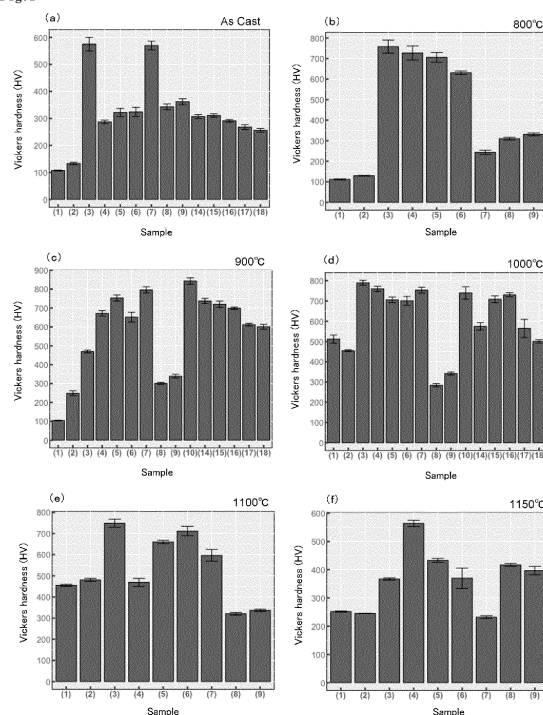 (a) As Cast
Vickers hardness (HV)
600
500
400
300
200
100
0
(1) (2) (3) (4) (5) (6) (7) (8) (9) (14) (15) (16) (17) (18)
Sample
(b) 800℃
Vickers hardness (HV)
800
700
600
500
400
300
200
100
0
(1) (2) (3) (4) (5) (6) (7) (8) (9)
Sample
(c) 900℃
Vickers hardness (HV)
900
800
700
600
500
400
300
200
100
0
(1) (2) (3) (4) (5) (6) (7) (8) (9) (10)(14)(15)(16)(17)(18)
Sample
(d) 1000℃
Vickers hardness (HV)
800
700
600
500
400
300
200
100
0
(1) (2) (3) (4) (5) (6) (7) (8) (9) (10)(14)(15)(16)(17)(18)
Sample
(e) 1100℃
Vickers hardness (HV)
800
700
600
500
400
300
200
100
0
(1) (2) (3) (4) (5) (6) (7) (8) (9)
Sample
(f) 1150℃
Vickers hardness (HV)
600
500
400
300
200
100
0
(1) (2) (3) (4) (5) (6) (7) (8) (9)
Sample